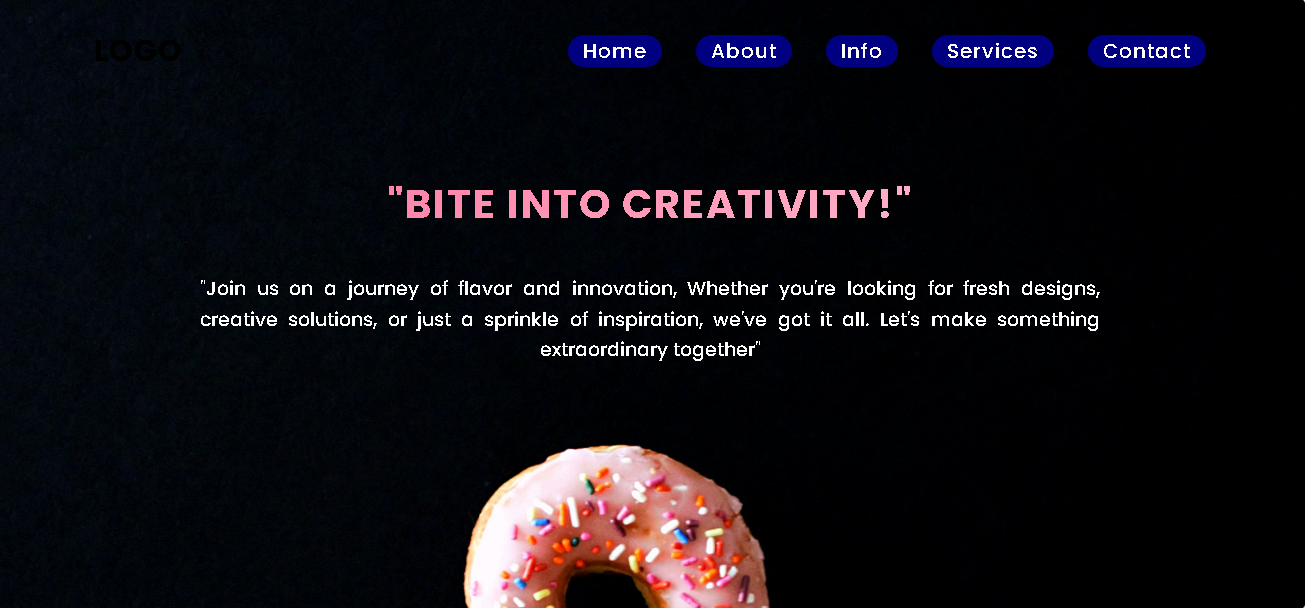 LOGO
Home About Info Services Contact
"BITE INTO CREATIVITY!"
"Join us on a journey of flavor and innovation, Whether you're looking for fresh designs,
creative solutions, or just a sprinkle of inspiration, we've got it all. Let's make something
extraordinary together"